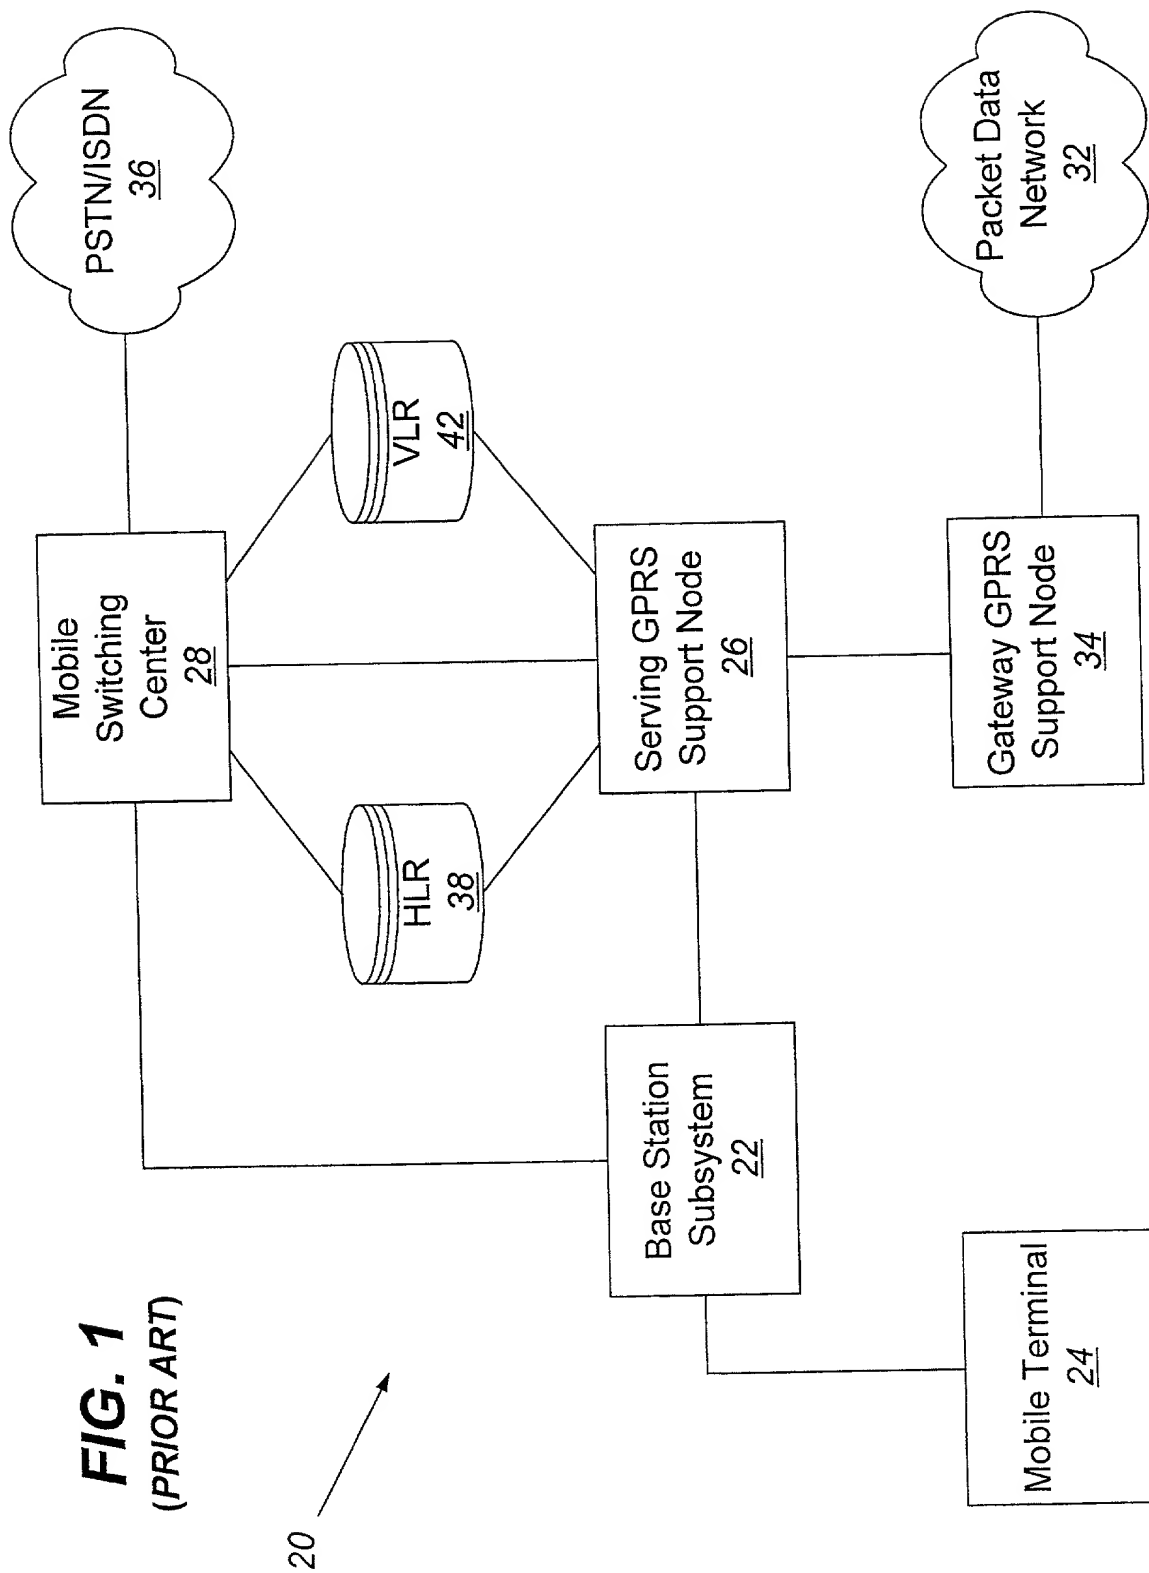 FIG. 1
(PRIOR ART)
20
Mobile
Switching
Center
28
PSTN/ISDN
36
HLR
38
VLR
42
Base Station
Subsystem
22
Serving GPRS
Support Node
26
Mobile Terminal
24
Gateway GPRS
Support Node
34
Packet Data
Network
32